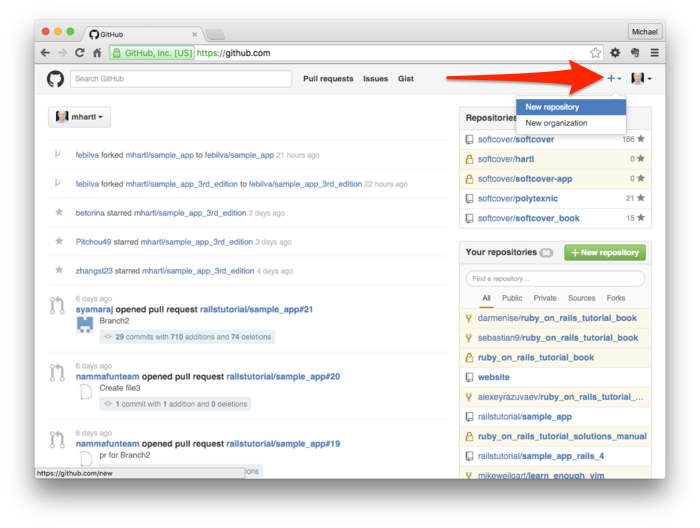 GitHub
Michael
GitHub, Inc. [US] https://github.com
Search GitHub
Pull requests Issues Gist
New repository
New organization
mhartl
febilva forked mhartl/sample_app to febilva/sample_app 21 hours ago
febilva forked mhartl/sample_app_3rd_edition to febilva/sample_app_3rd_edition 22 hours ago
betorina starred mhartl/sample_app_3rd_edition 2 days ago
Pitchou49 starred mhartl/sample_app_3rd_edition 3 days ago
zhangst23 starred mhartl/sample_app_3rd_edition 4 days ago
6 days ago
syamaraj opened pull request railstutorial/sample_app#21
Branch2
29 commits with 710 additions and 74 deletions
6 days ago
nammafunteam opened pull request railstutorial/sample_app#20
Create file3
1 commit with 1 addition and 0 deletions
6 days ago
nammafunteam opened pull request railstutorial/sample_app#19
pr for Branch2
ions
https://github.com/new
Repositories
softcover/softcover 166
softcover/hartl 0
softcover/softcover-app 0
softcover/polytexnic 21
softcover/softcover_book 15
Your repositories + New repository
Find a repository…
All Public Private Sources Forks
darmenise/ruby_on_rails_tutorial_book
sebastian9/ruby_on_rails_tutorial_book
ruby_on_rails_tutorial_book
website
alexeyrazuvaev/ruby_on_rails_tutorial_…
railstutorial/sample_app
ruby_on_rails_tutorial_solutions_manual
railstutorial/sample_app_rails_4
mikeweilgart/learn_enough_vim